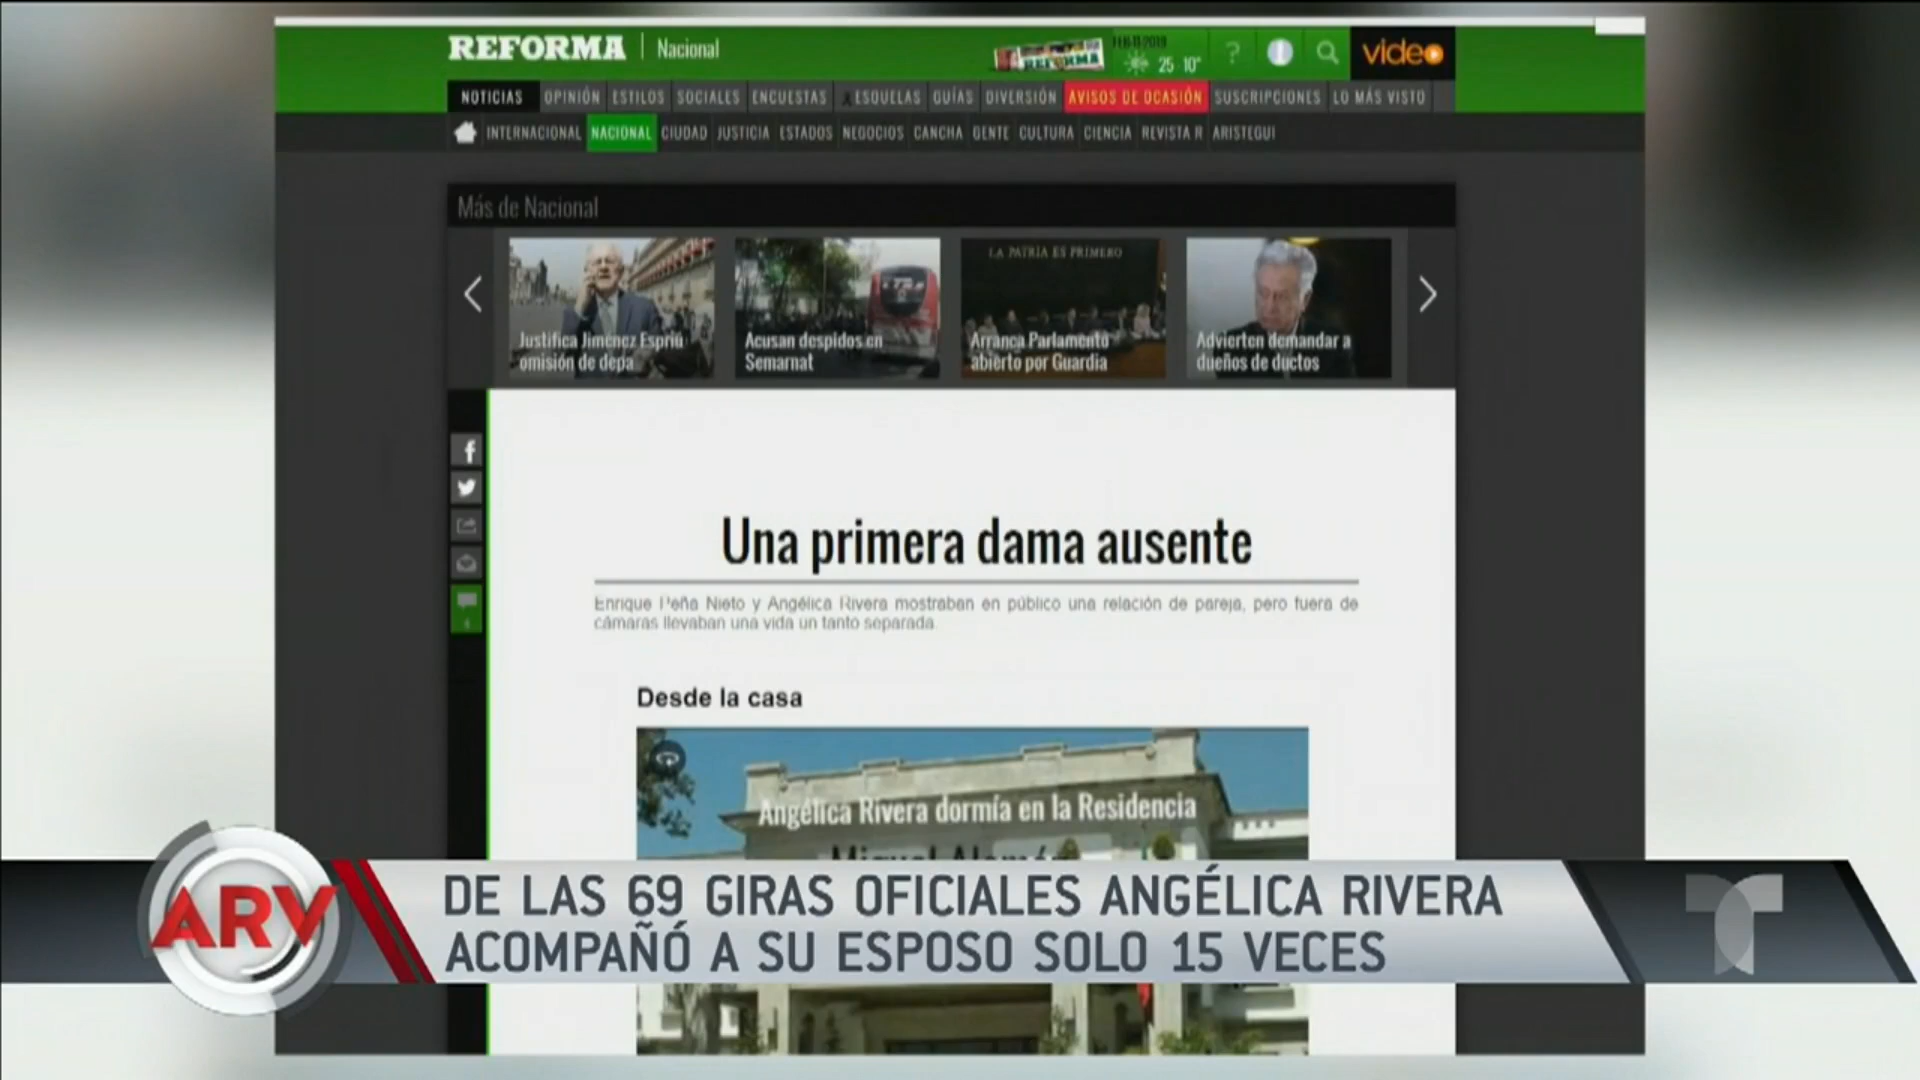 REFORMA
Nacional
25 10°
?
video
NOTICIAS OPINIÓN ESTILOS SOCIALES ENCUESTAS ESQUELAS GUÍAS DIVERSIÓN AVISOS DE OCASIÓN SUSCRIPCIONES LO MÁS VISTO
INTERNACIONAL NACIONAL CIUDAD JUSTICIA ESTADOS NEGOCIOS CANCHA GENTE CULTURA CIENCIA REVISTA R ARISTEGUI
Más de Nacional
LA PATRIA ES PRIMERO
Justifica Jiménez Espriú
omisión de depa
Acusan despidos en
Semarnat
Arranca Parlamento
abierto por Guardia
Advierten demandar a
dueños de ductos
Una primera dama ausente
Enrique Peña Nieto y Angélica Rivera mostraban en público una relación de pareja, pero fuera de
cámaras llevaban una vida un tanto separada.
Desde la casa
Angélica Rivera dormía en la Residencia
Miguel Alemán
ARV
DE LAS 69 GIRAS OFICIALES ANGÉLICA RIVERA
ACOMPAÑÓ A SU ESPOSO SOLO 15 VECES